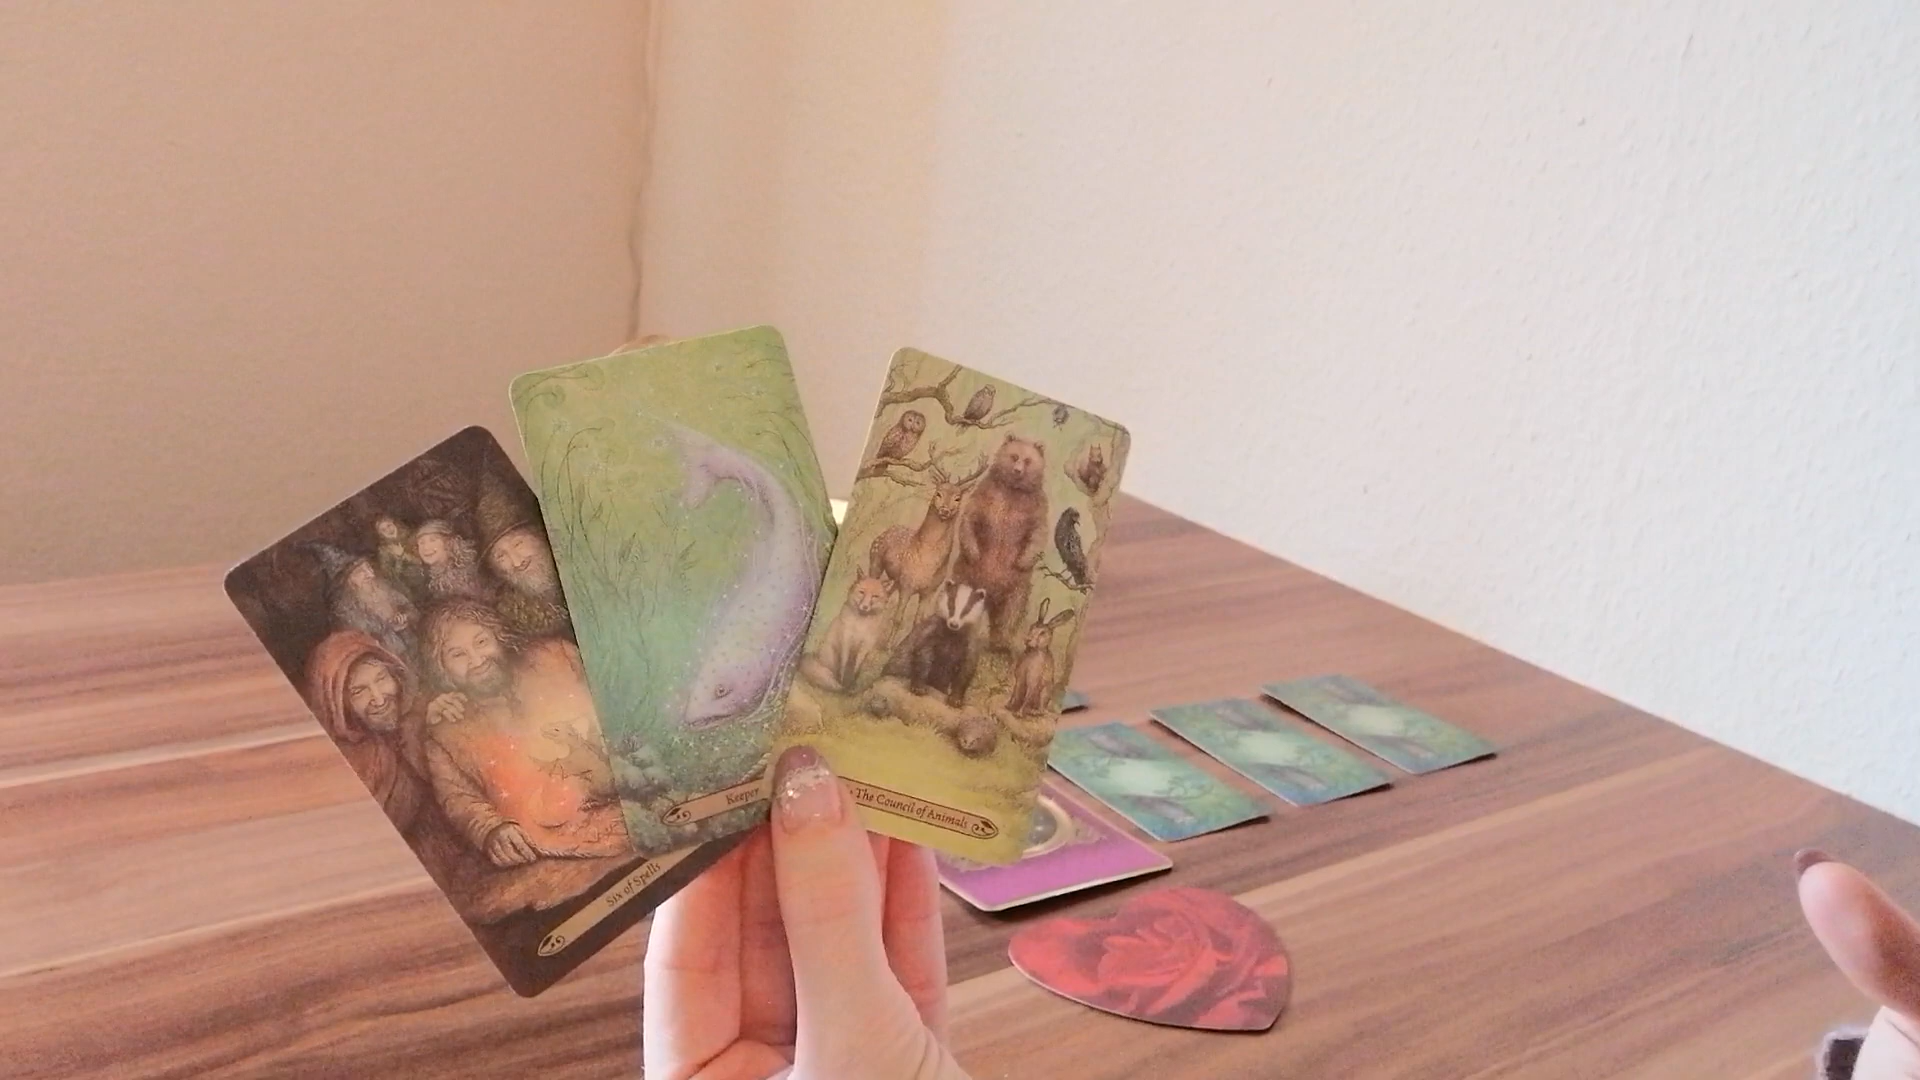 Six of Spells
Keeper
The Council of Animals